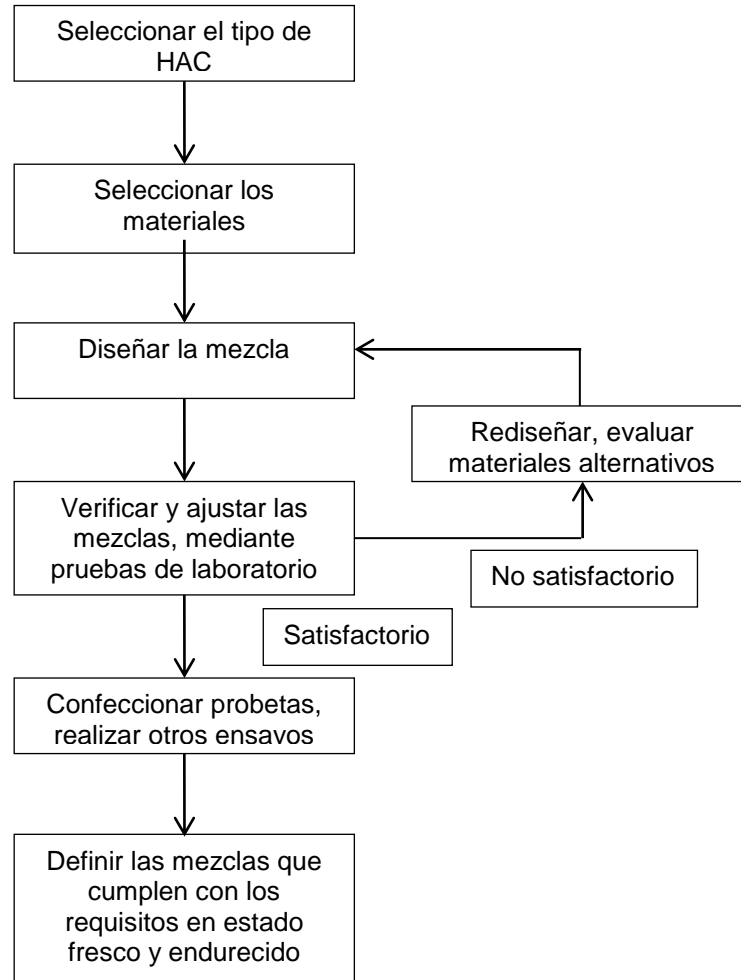 Seleccionar el tipo de
HAC
Seleccionar los
materiales
Diseñar la mezcla
Rediseñar, evaluar
materiales alternativos
Verificar y ajustar las
mezclas, mediante
pruebas de laboratorio
No satisfactorio
Satisfactorio
Confeccionar probetas,
realizar otros ensavos
Definir las mezclas que
cumplen con los
requisitos en estado
fresco y endurecido